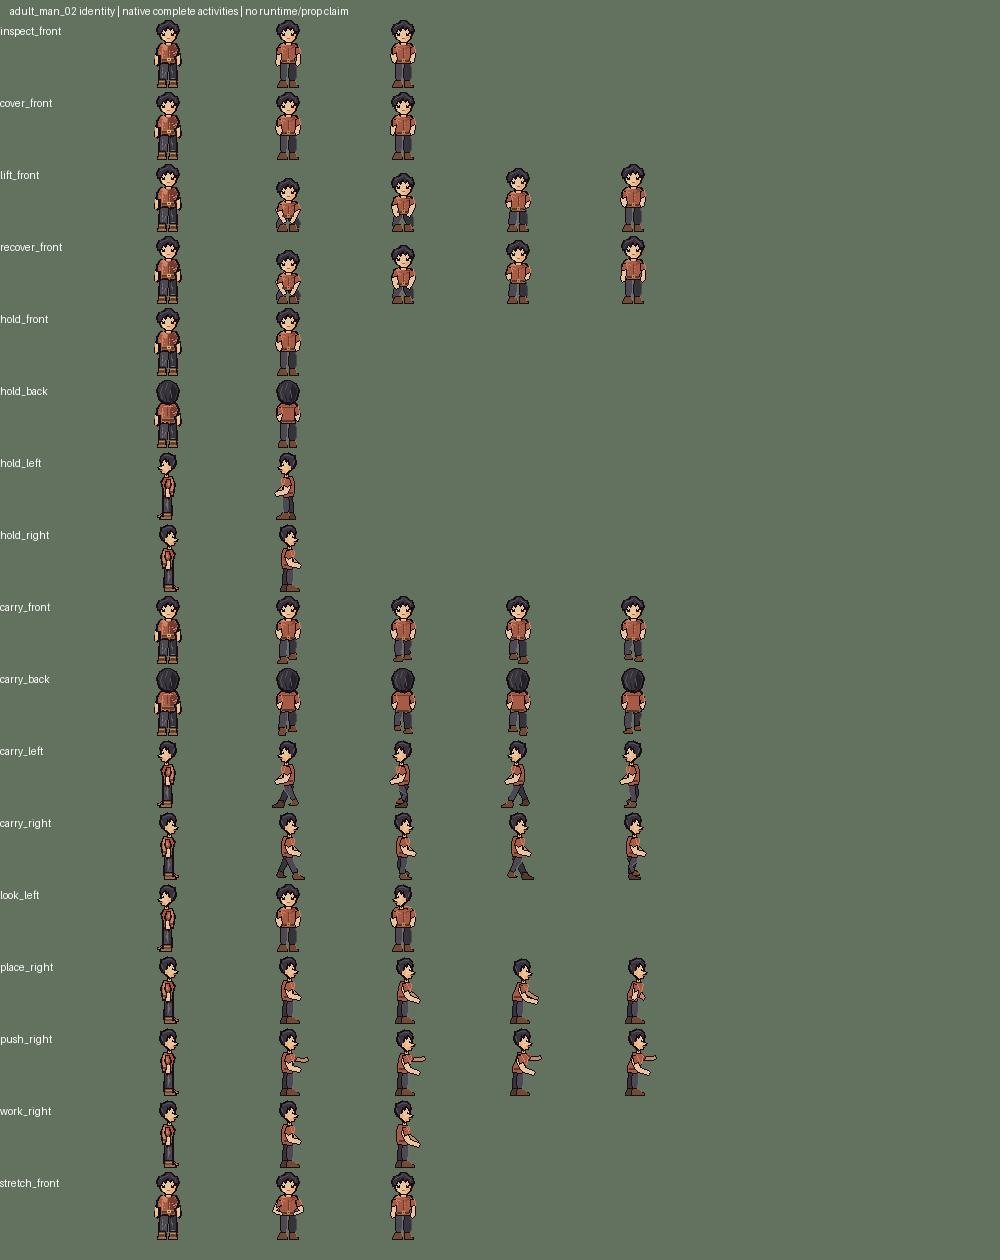 adult_man_02 identity | native complete activities | no runtime/prop claim
inspect_front
cover_front
lift_front
recover_front
hold_front
hold_back
hold_left
hold_right
carry_front
carry_back
carry_left
carry_right
look_left
place_right
push_right
work_right
stretch_front